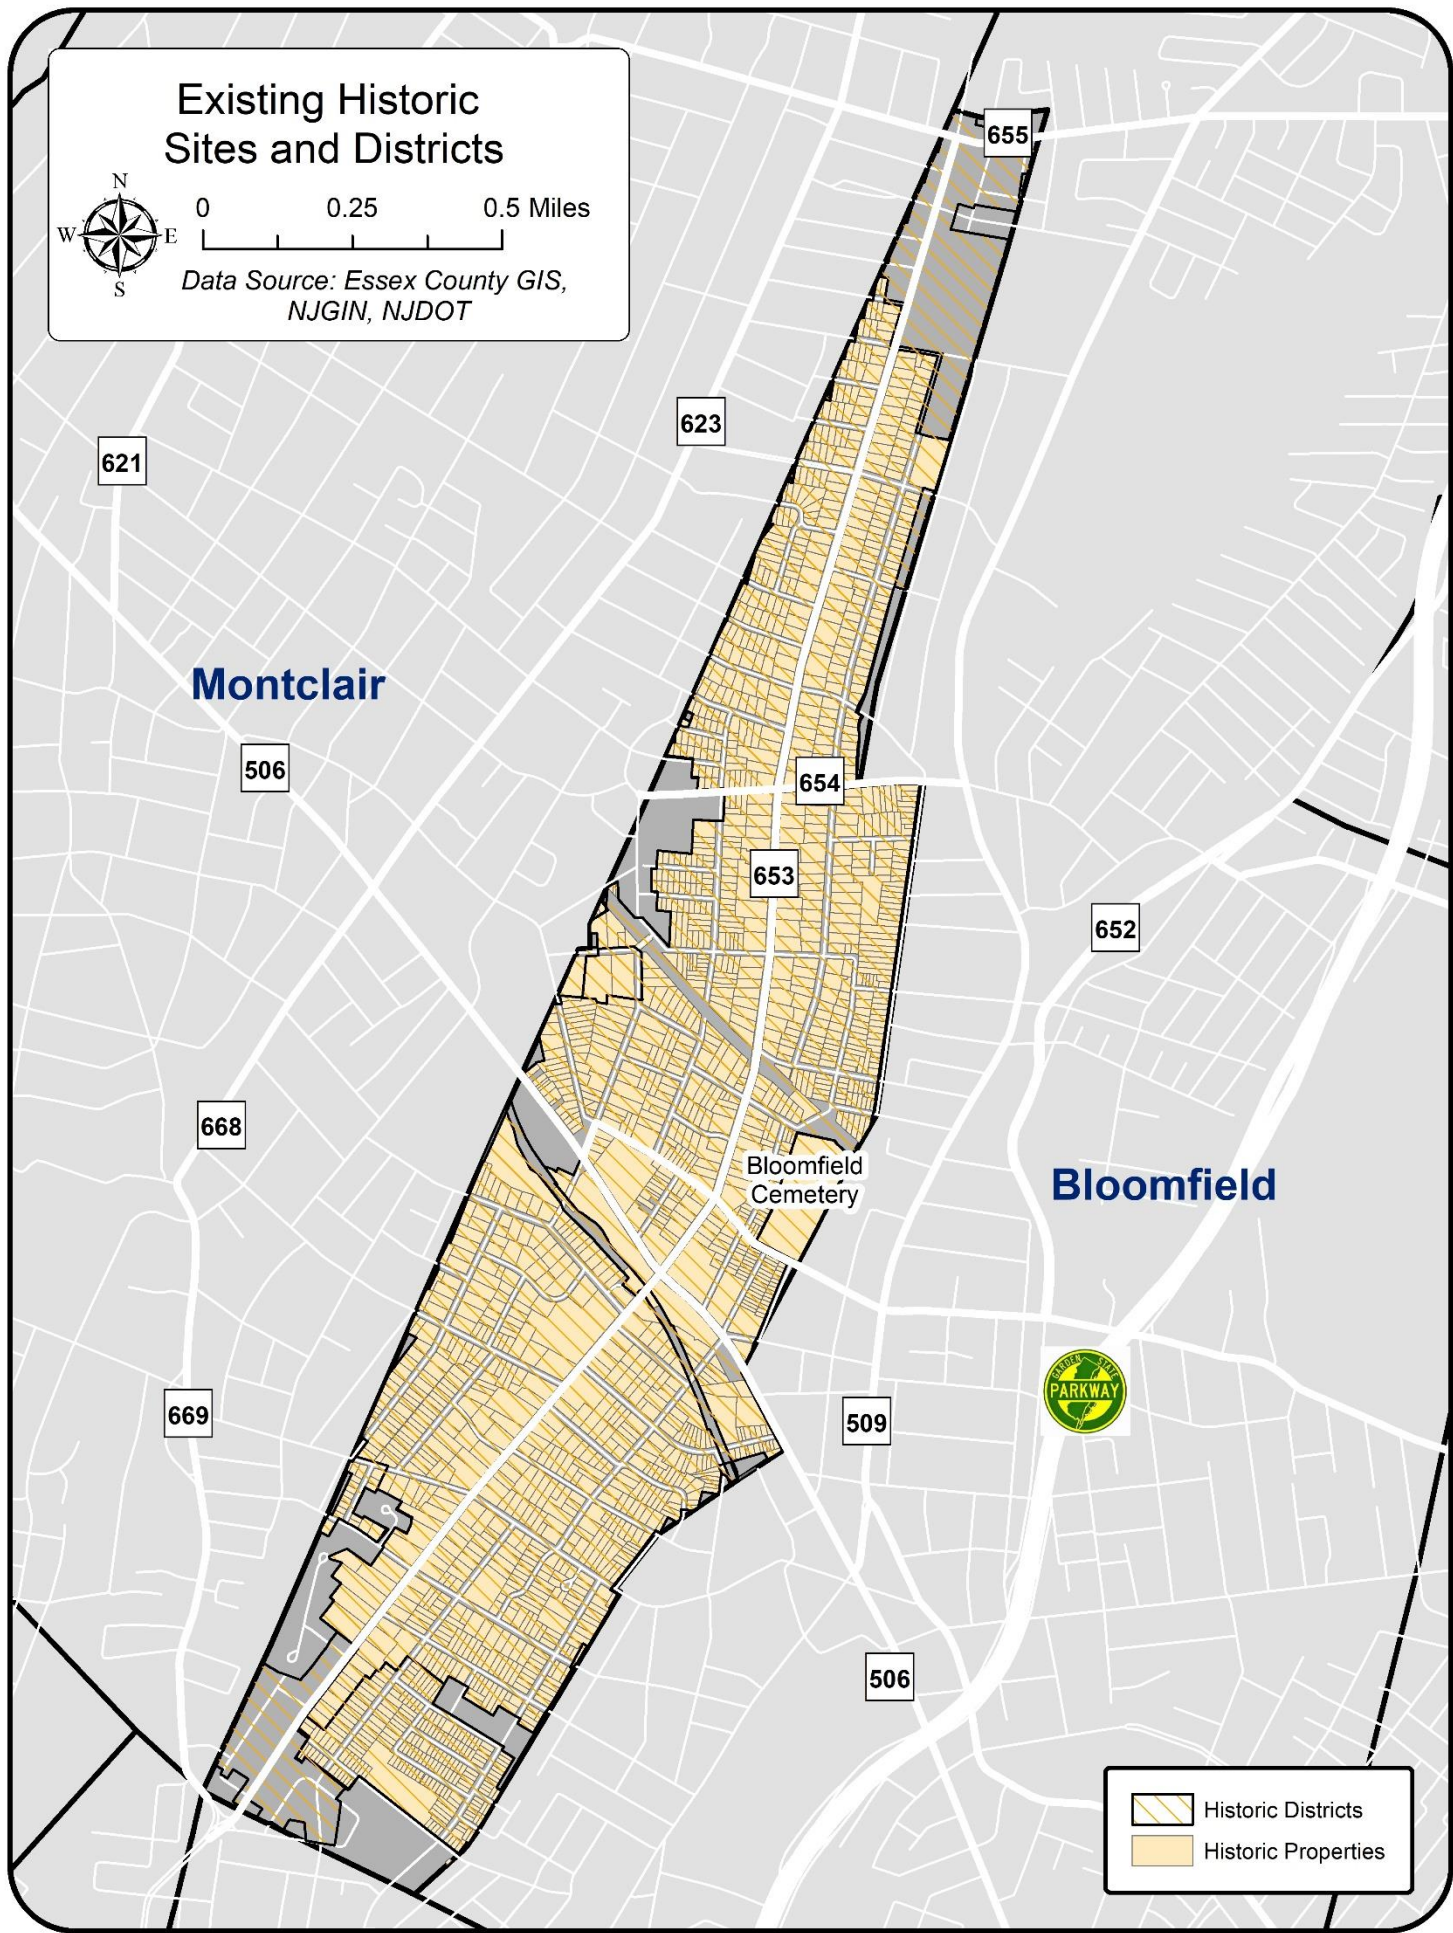 Existing Historic
Sites and Districts
N
W
E
S
0
0.25
0.5 Miles
Data Source: Essex County GIS,
NJGIN, NJDOT
655
623
621
Montclair
506
654
653
652
668
Bloomfield
Cemetery
Bloomfield
GARDEN STATE
PARKWAY
669
509
506
Historic Districts
Historic Properties